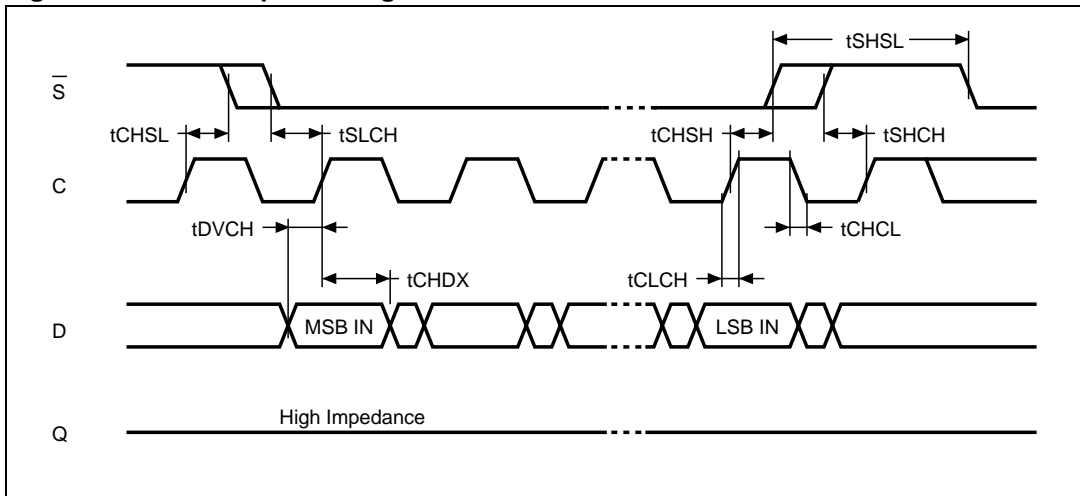 tSHSL
S
tCHSL
tSLCH
tCHSH
tSHCH
C
tDVCH
tCHCL
tCHDX
tCLCH
D
MSB IN
LSB IN
High Impedance
Q